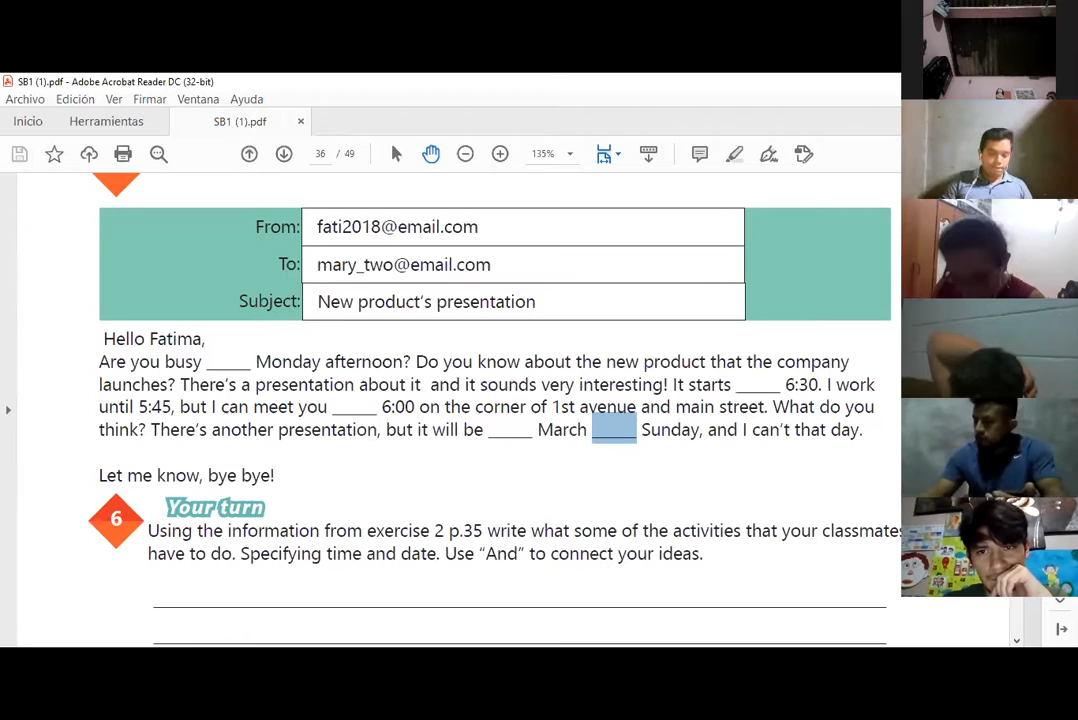 SB1 (1).pdf - Adobe Acrobat Reader DC (32-bit)
Archivo Edición Ver Firmar Ventana Ayuda
Inicio Herramientas SB1 (1).pdf ×
36 / 49 135%
From: fati2018@email.com
To: mary_two@email.com
Subject: New product's presentation
Hello Fatima,
Are you busy _____ Monday afternoon? Do you know about the new product that the company
launches? There's a presentation about it and it sounds very interesting! It starts _____ 6:30. I work
until 5:45, but I can meet you _____ 6:00 on the corner of 1st avenue and main street. What do you
think? There's another presentation, but it will be _____ March _____ Sunday, and I can't that day.
Let me know, bye bye!
Your turn
6
Using the information from exercise 2 p.35 write what some of the activities that your classmates
have to do. Specifying time and date. Use “And” to connect your ideas.